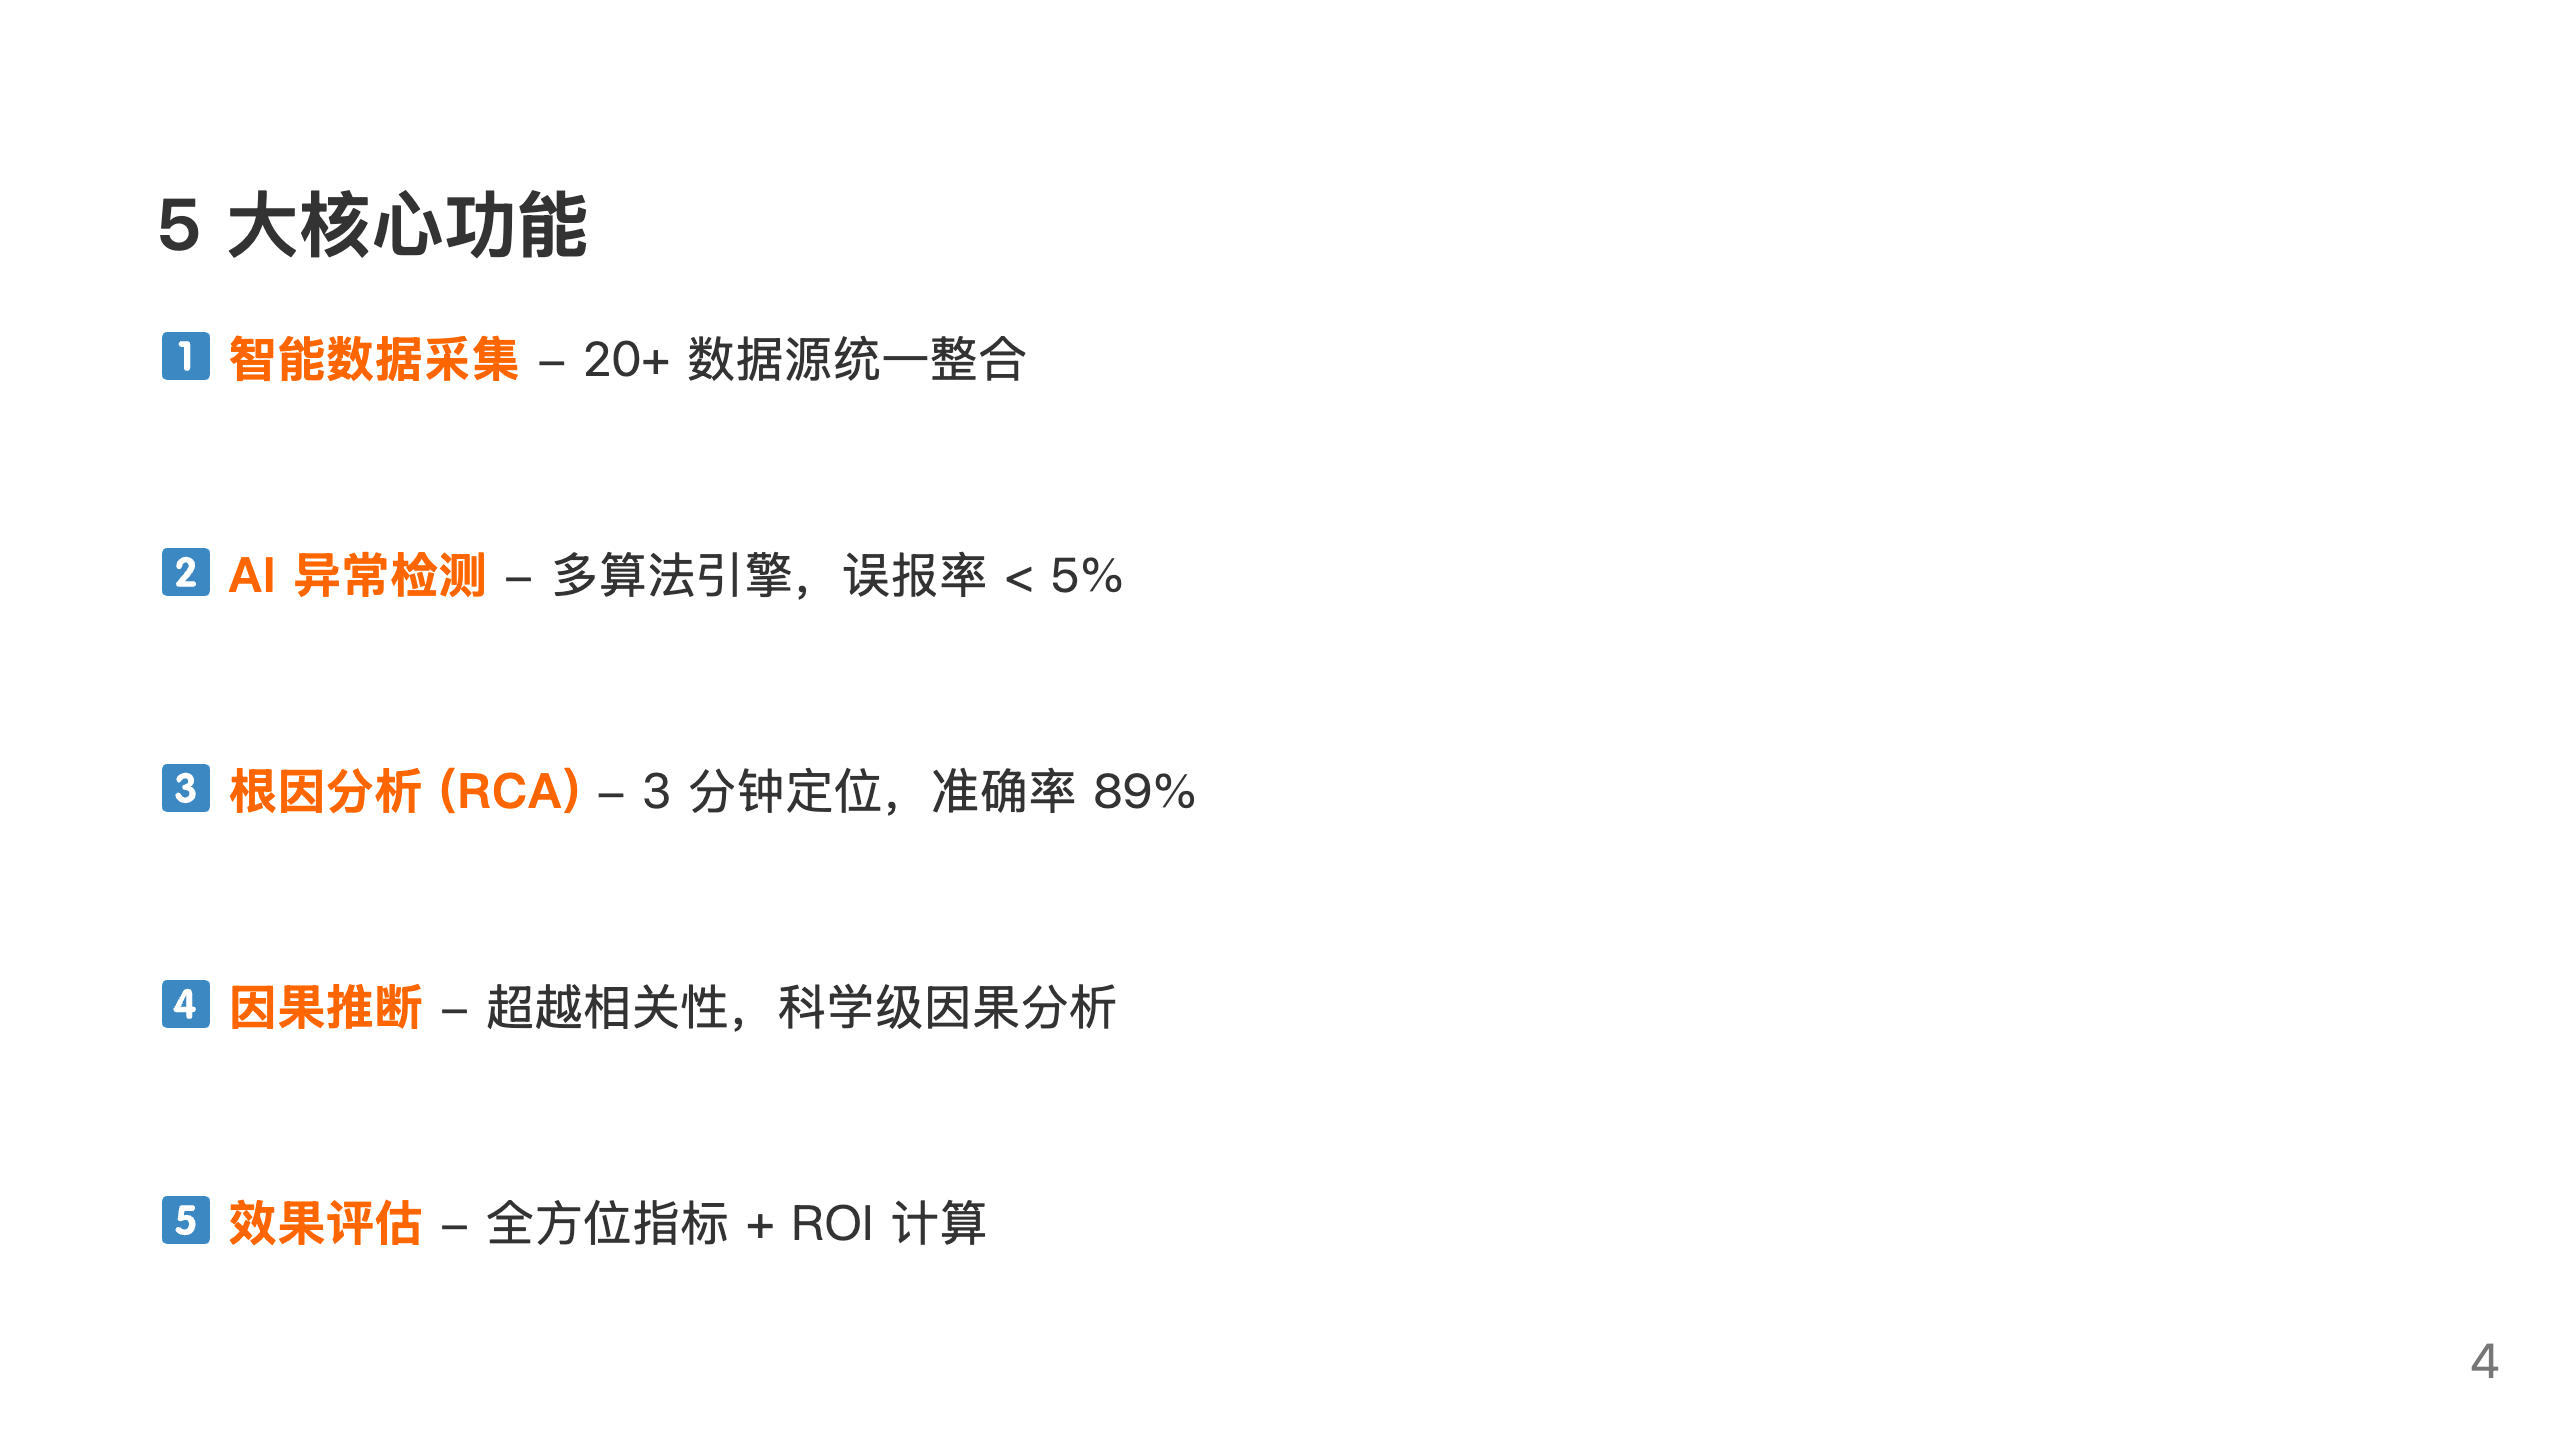 5 大核心功能
1 智能数据采集 – 20+ 数据源统一整合
2 AI 异常检测 – 多算法引擎，误报率 < 5%
3 根因分析 (RCA) – 3 分钟定位，准确率 89%
4 因果推断 – 超越相关性，科学级因果分析
5 效果评估 – 全方位指标 + ROI 计算
4